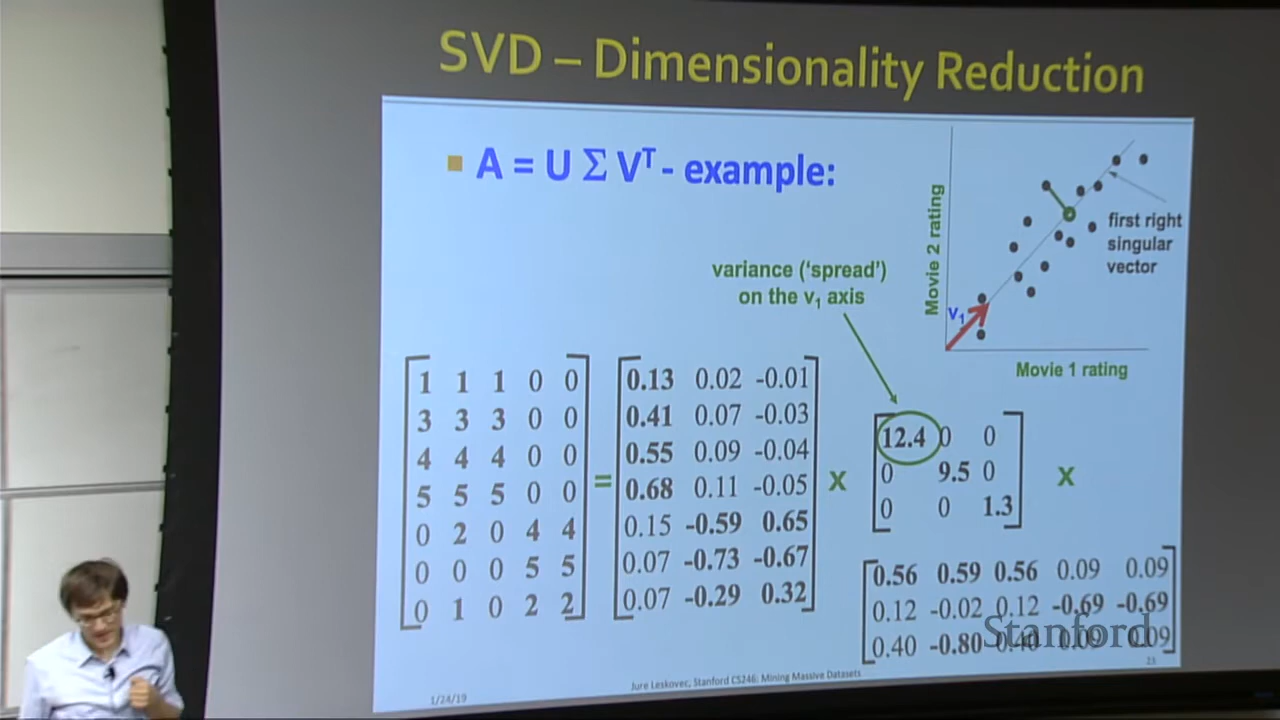 SVD – Dimensionality Reduction
A = U Σ Vᵀ - example:
variance ('spread')
on the v₁ axis
Movie 2 rating
first right
singular
vector
v₁
Movie 1 rating
1 1 1 0 0
3 3 3 0 0
4 4 4 0 0
5 5 5 0 0
0 2 0 4 4
0 0 0 5 5
0 1 0 2 2
=
0.13 0.02 -0.01
0.41 0.07 -0.03
0.55 0.09 -0.04
0.68 0.11 -0.05
0.15 -0.59 0.65
0.07 -0.73 -0.67
0.07 -0.29 0.32
x
12.4 0 0
0 9.5 0
0 0 1.3
x
0.56 0.59 0.56 0.09 0.09
0.12 -0.02 0.12 -0.69 -0.69
0.40 -0.80 0.40 0.09 0.09
Stanford
1/24/19
Jure Leskovec, Stanford CS246: Mining Massive Datasets
23